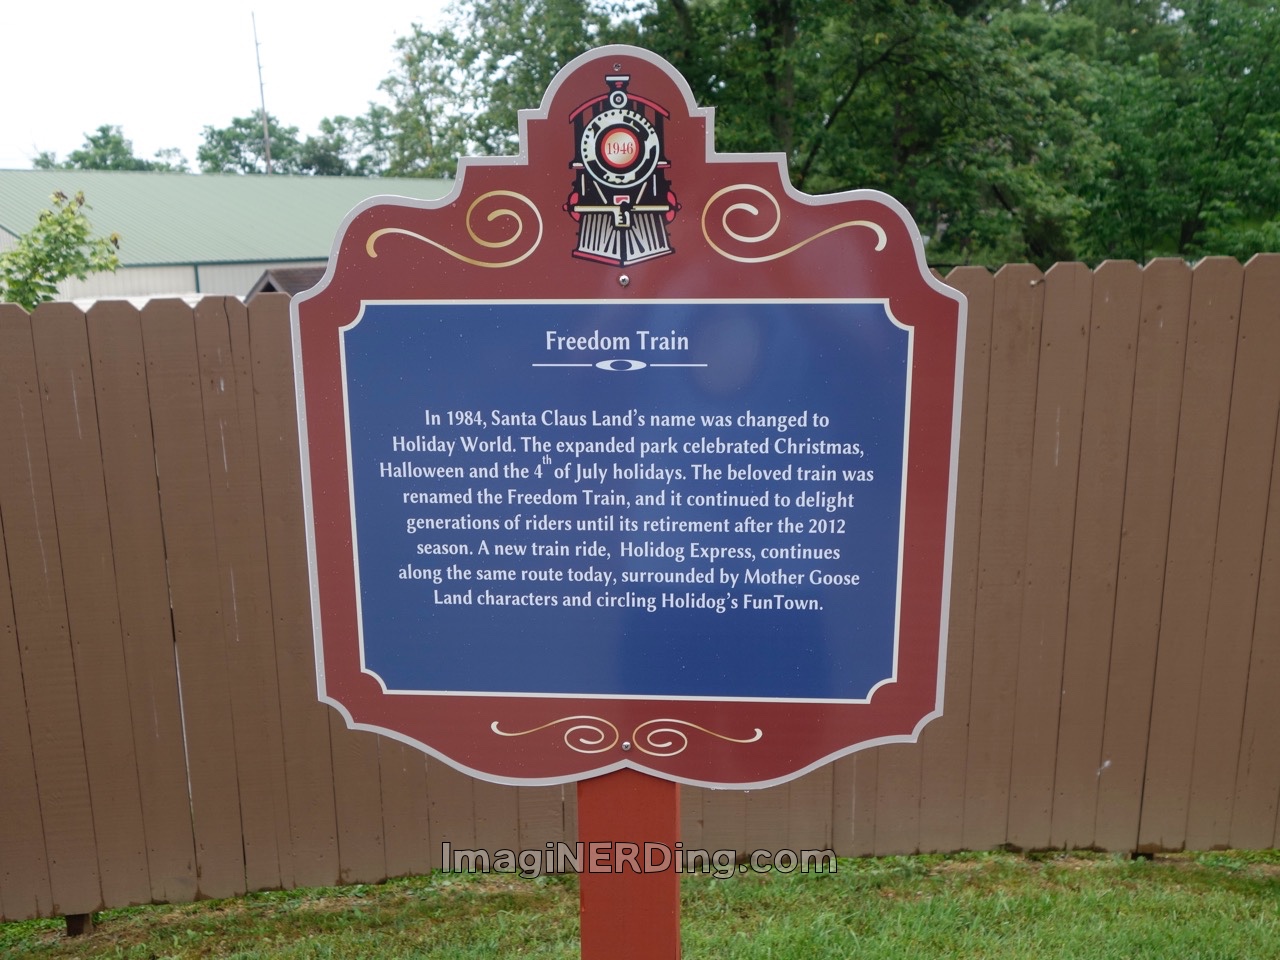 1946
Freedom Train
In 1984, Santa Claus Land's name was changed to
Holiday World. The expanded park celebrated Christmas,
Halloween and the 4th of July holidays. The beloved train was
renamed the Freedom Train, and it continued to delight
generations of riders until its retirement after the 2012
season. A new train ride, Holidog Express, continues
along the same route today, surrounded by Mother Goose
Land characters and circling Holidog's FunTown.
ImagiNERDing.com